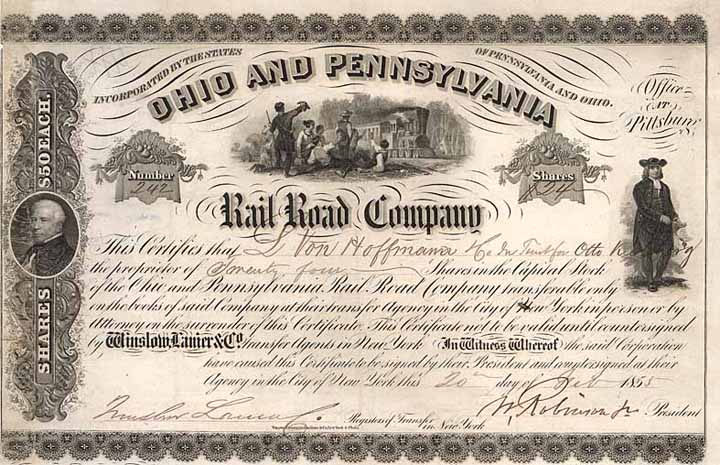 INCORPORATED BY THE STATES OF PENNSYLVANIA AND OHIO.
OHIO AND PENNSYLVANIA
Office
AT
Pittsburg
SHARES $50 EACH.
Number
242
Shares
24
Rail Road Company
This Certifies that L Von Hoffmann & Co In Trust for Otto
the proprietor of Twenty four Shares in the Capital Stock
of the Ohio and Pennsylvania Rail Road Company transferable only
on the books of said Company at their transfer Agency in the City of New York in person or by
Attorney on the surrender of this Certificate. This Certificate not to be valid until countersigned
by Winslow, Lanier & Co. transfer Agents in New York In Witness Whereof the said Corporation
have caused this Certificate to be signed by their President and countersigned at their
Agency in the City of New York this 20 day of Feb 1855
Winslow Lanier & Co. Registers of Transfer in New York W. Robinson Jr President